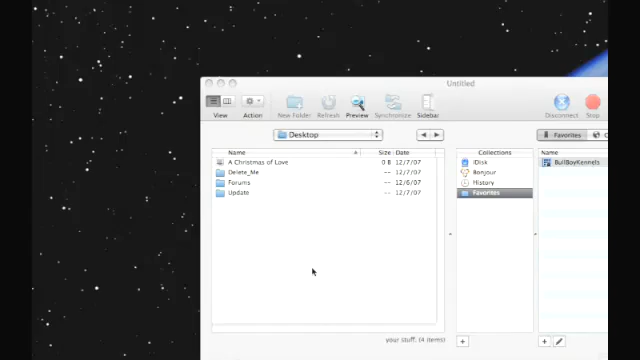 Untitled
View
Action
New Folder
Refresh
Preview
Synchronize
Sidebar
Disconnect
Stop
Desktop
Favorites
Name Size Date
A Christmas of Love 0 B 12/7/07
Delete_Me -- 12/7/07
Forums -- 12/6/07
Update -- 12/7/07
Collections
iDisk
Bonjour
History
Favorites
Name
BullBoyKennels
your stuff. (4 items)